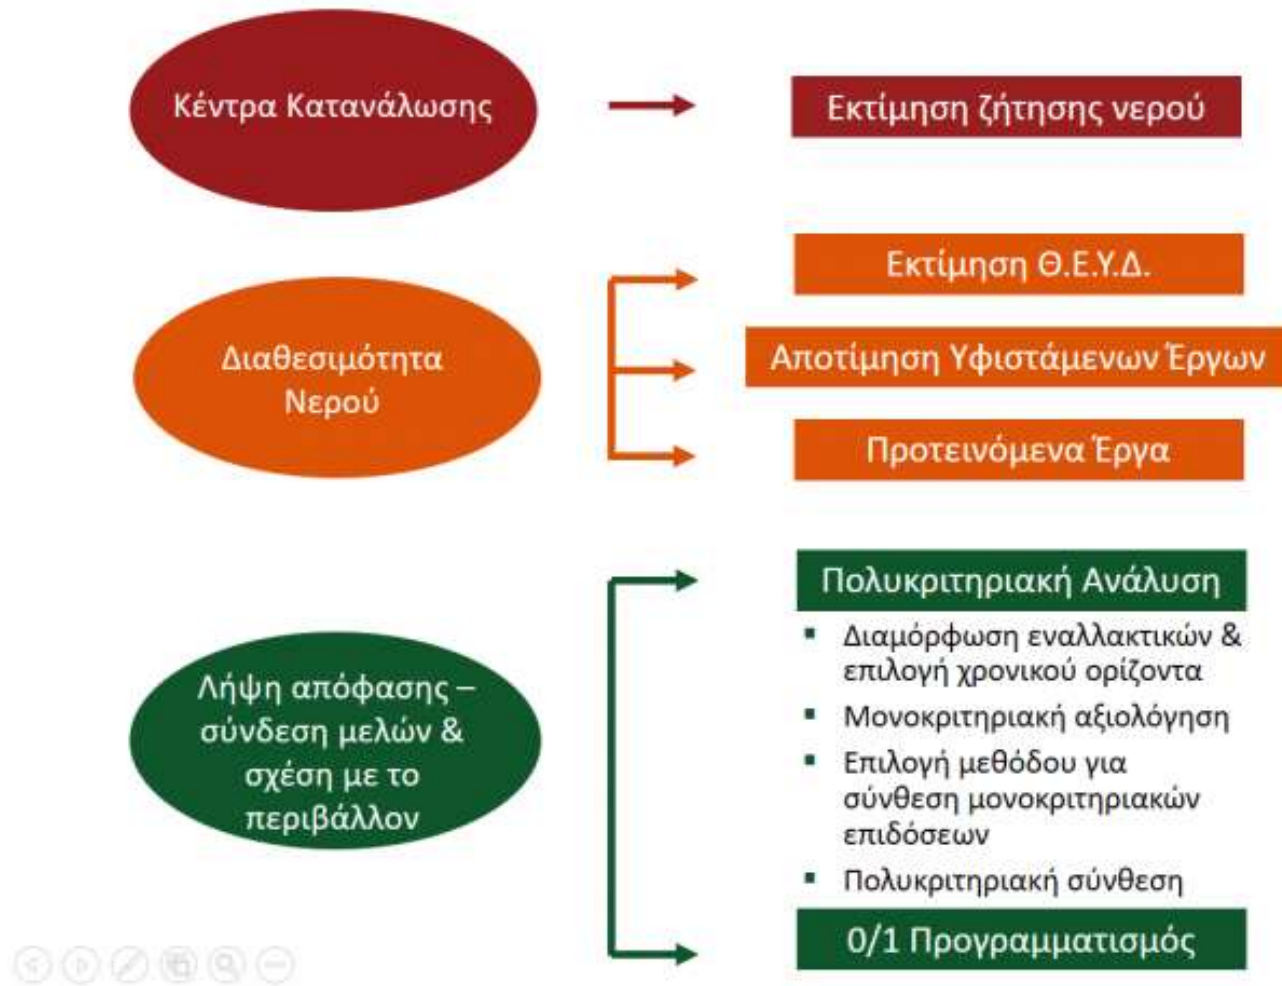 Κέντρα Κατανάλωσης
Εκτίμηση ζήτησης νερού
Διαθεσιμότητα
Νερού
Εκτίμηση Θ.Ε.Υ.Δ.
Αποτίμηση Υφιστάμενων Έργων
Προτεινόμενα Έργα
Λήψη απόφασης –
σύνδεση μελών &
σχέση με το
περιβάλλον
Πολυκριτηριακή Ανάλυση
▪ Διαμόρφωση εναλλακτικών &
επιλογή χρονικού ορίζοντα
▪ Μονοκριτηριακή αξιολόγηση
▪ Επιλογή μεθόδου για
σύνθεση μονοκριτηριακών
επιδόσεων
▪ Πολυκριτηριακή σύνθεση
0/1 Προγραμματισμός